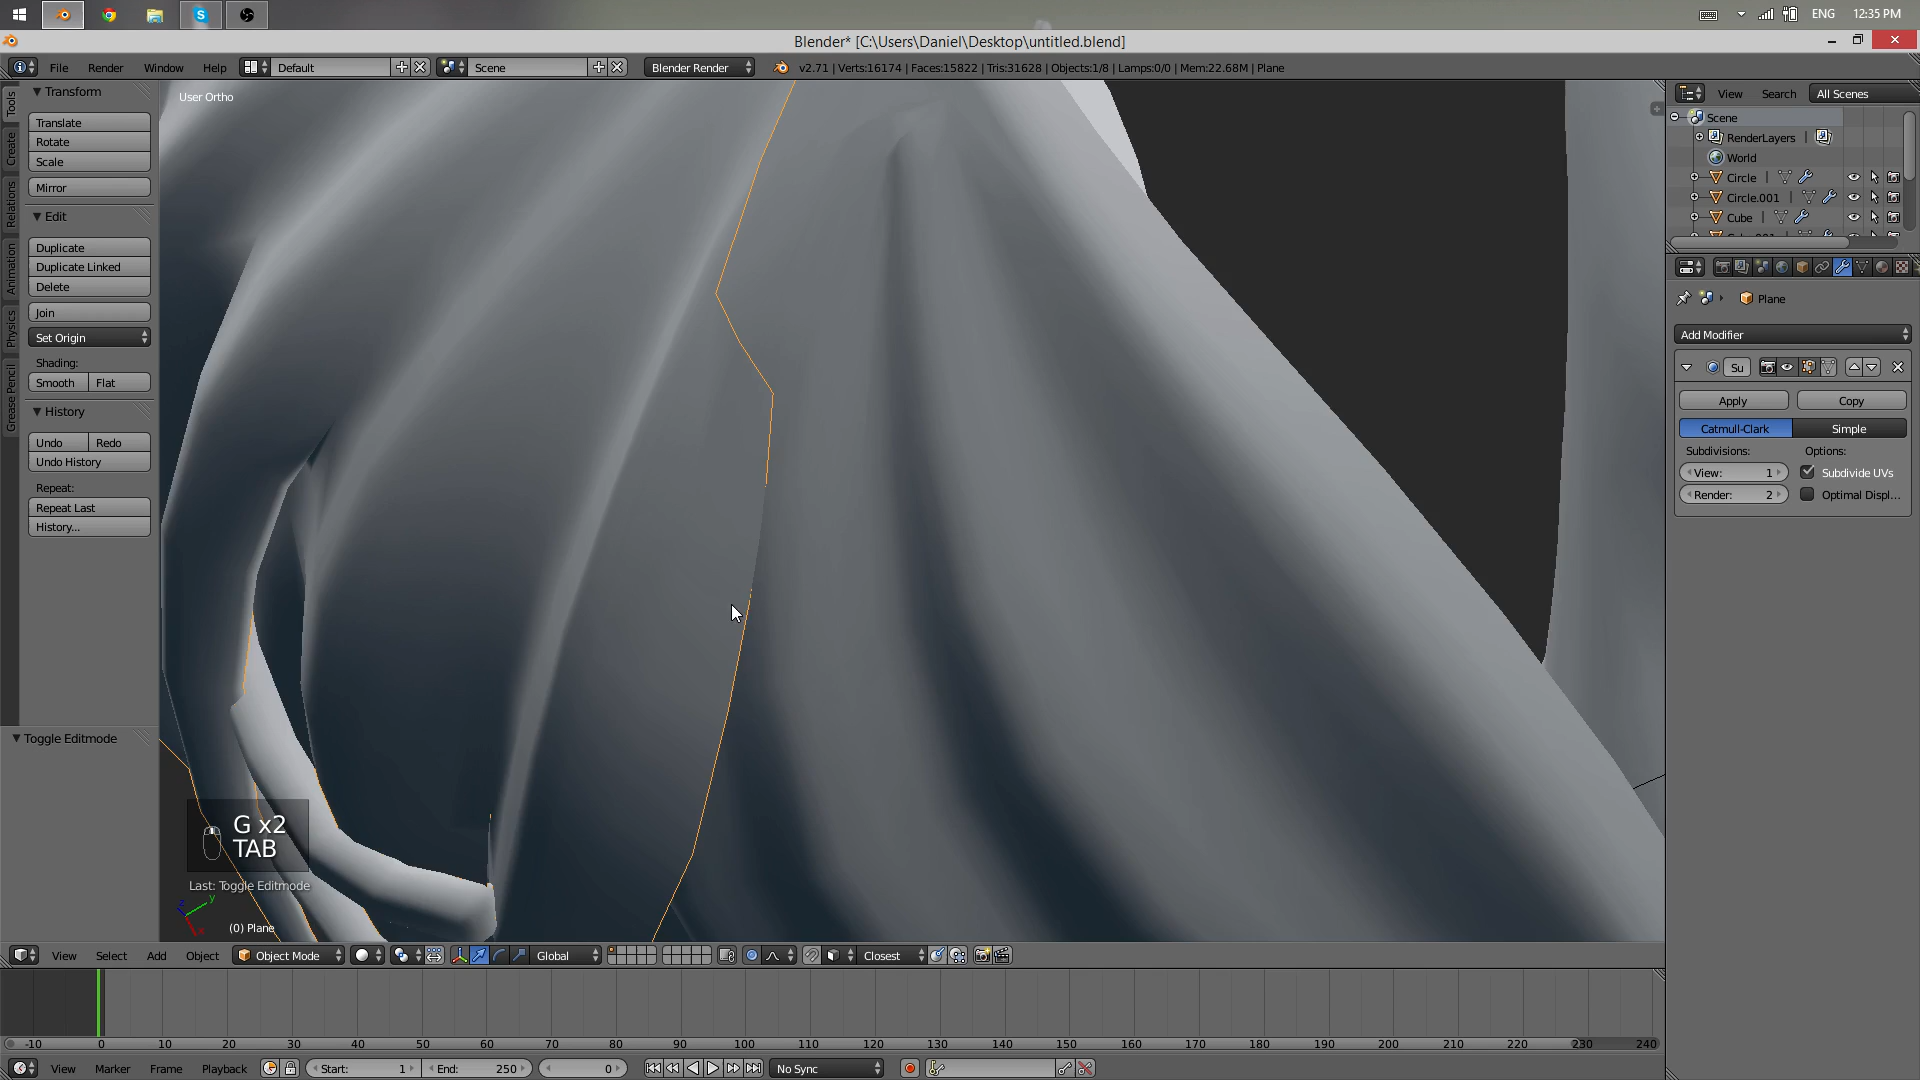 ENG 12:35 PM
Blender* [C:\Users\Daniel\Desktop\untitled.blend]
File Render Window Help Default Scene Blender Render v2.71 | Verts:16174 | Faces:15822 | Tris:31628 | Objects:1/8 | Lamps:0/0 | Mem:22.68M | Plane
Tools
Create
Relations
Animation
Physics
Grease Pencil
Transform
Translate
Rotate
Scale
Mirror
Edit
Duplicate
Duplicate Linked
Delete
Join
Set Origin
Shading:
Smooth Flat
History
Undo Redo
Undo History
Repeat:
Repeat Last
History...
Toggle Editmode
User Ortho
G x2
TAB
Last: Toggle Editmode
z y x
(0) Plane
View Search All Scenes
Scene
RenderLayers
World
Circle
Circle.001
Cube
Plane
Add Modifier
Su
Apply Copy
Catmull-Clark Simple
Subdivisions: Options:
View: 1 Subdivide UVs
Render: 2 Optimal Displ...
View Select Add Object Object Mode Global Closest
-10 0 10 20 30 40 50 60 70 80 90 100 110 120 130 140 150 160 170 180 190 200 210 220 230 240
View Marker Frame Playback Start: 1 End: 250 0 No Sync